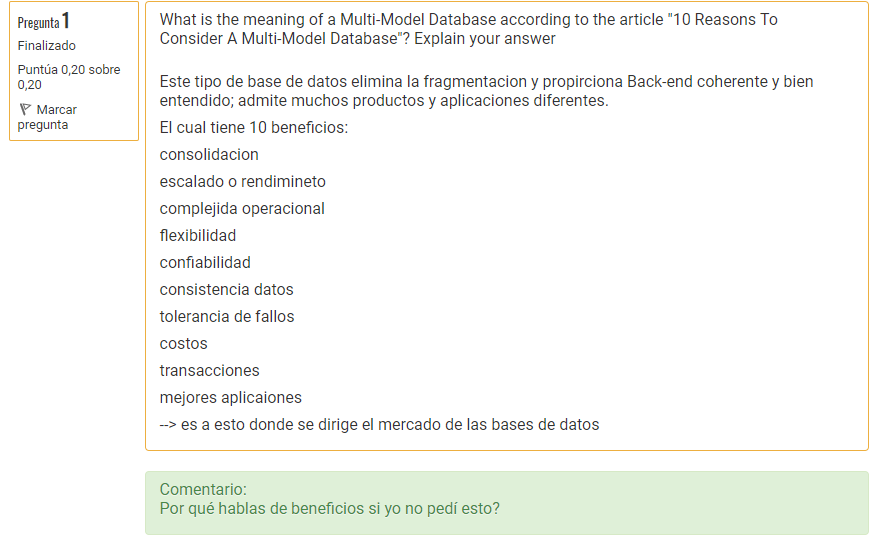 Pregunta 1
Finalizado
Puntúa 0,20 sobre
0,20
Marcar
pregunta
What is the meaning of a Multi-Model Database according to the article "10 Reasons To
Consider A Multi-Model Database"? Explain your answer
Este tipo de base de datos elimina la fragmentacion y propirciona Back-end coherente y bien
entendido; admite muchos productos y aplicaciones diferentes.
El cual tiene 10 beneficios:
consolidacion
escalado o rendimineto
complejida operacional
flexibilidad
confiabilidad
consistencia datos
tolerancia de fallos
costos
transacciones
mejores aplicaiones
--> es a esto donde se dirige el mercado de las bases de datos
Comentario:
Por qué hablas de beneficios si yo no pedí esto?